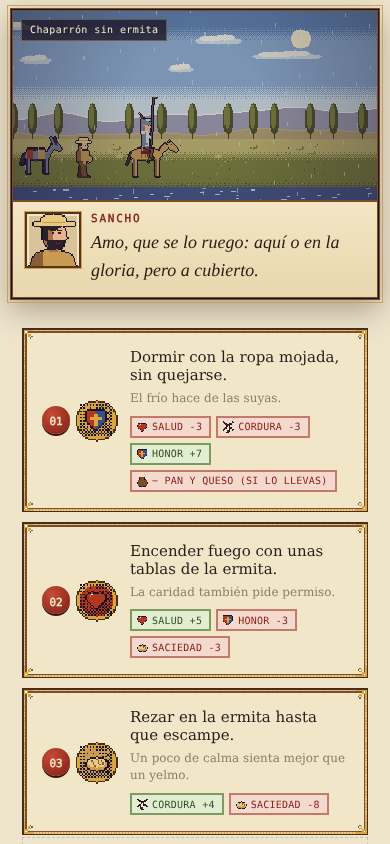 Chaparrón sin ermita
SANCHO
Amo, que se lo ruego: aquí o en la
gloria, pero a cubierto.
01
Dormir con la ropa mojada,
sin quejarse.
El frío hace de las suyas.
SALUD -3
CORDURA -3
HONOR +7
— PAN Y QUESO (SI LO LLEVAS)
02
Encender fuego con unas
tablas de la ermita.
La caridad también pide permiso.
SALUD +5
HONOR -3
SACIEDAD -3
03
Rezar en la ermita hasta
que escampe.
Un poco de calma sienta mejor que
un yelmo.
CORDURA +4
SACIEDAD -8